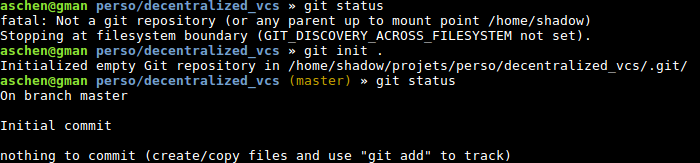 aschen@gman perso/decentralized_vcs » git status
fatal: Not a git repository (or any parent up to mount point /home/shadow)
Stopping at filesystem boundary (GIT_DISCOVERY_ACROSS_FILESYSTEM not set).
aschen@gman perso/decentralized_vcs » git init .
Initialized empty Git repository in /home/shadow/projets/perso/decentralized_vcs/.git/
aschen@gman perso/decentralized_vcs (master) » git status
On branch master
Initial commit
nothing to commit (create/copy files and use "git add" to track)